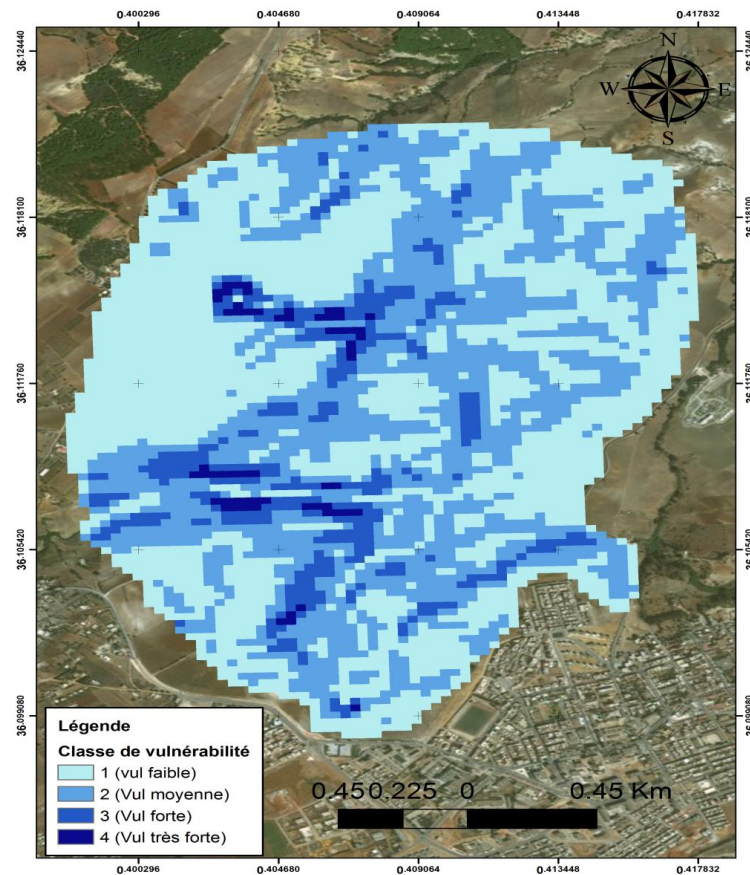 0.400296 0.404680 0.409064 0.413448 0.417832
36.124440 36.124440
N
W E
S
36.118100 36.118100
36.111760 36.111760
36.105420 36.105420
36.099080 36.099080
Légende
Classe de vulnérabilité
1 (vul faible)
2 (Vul moyenne)
3 (Vul forte)
4 (Vul très forte)
0.45 0.225 0 0.45 Km
0.400296 0.404680 0.409064 0.413448 0.417832